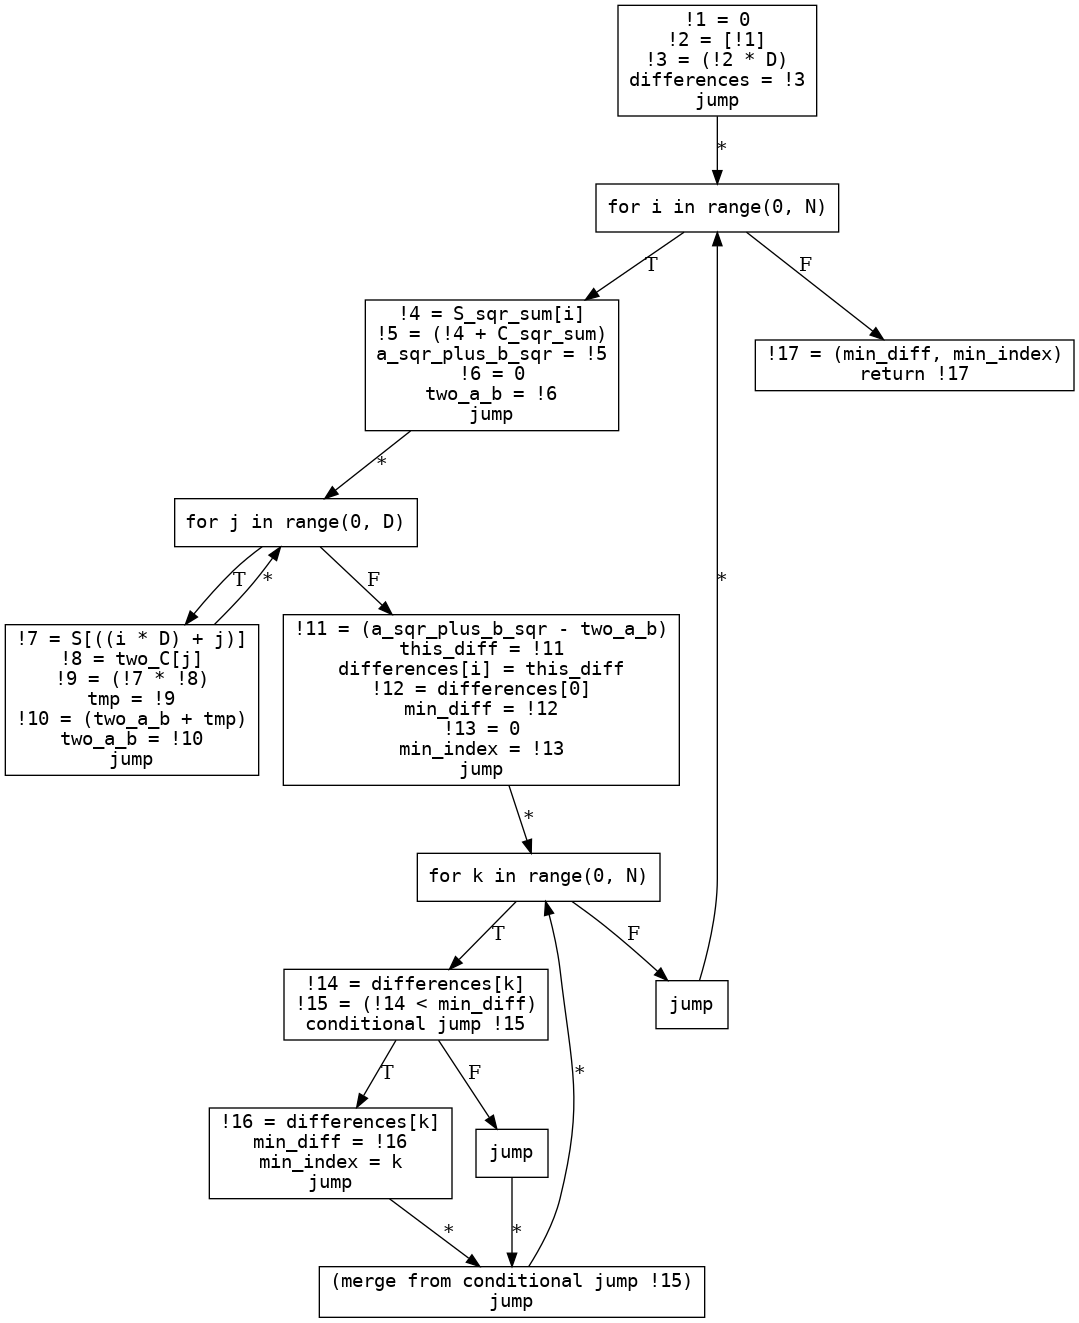 !1 = 0
!2 = [!1]
!3 = (!2 * D)
differences = !3
jump
*
for i in range(0, N)
T
F
!4 = S_sqr_sum[i]
!5 = (!4 + C_sqr_sum)
a_sqr_plus_b_sqr = !5
!6 = 0
two_a_b = !6
jump
!17 = (min_diff, min_index)
return !17
*
for j in range(0, D)
T
*
F
*
!7 = S[((i * D) + j)]
!8 = two_C[j]
!9 = (!7 * !8)
tmp = !9
!10 = (two_a_b + tmp)
two_a_b = !10
jump
!11 = (a_sqr_plus_b_sqr - two_a_b)
this_diff = !11
differences[i] = this_diff
!12 = differences[0]
min_diff = !12
!13 = 0
min_index = !13
jump
*
for k in range(0, N)
T
F
!14 = differences[k]
!15 = (!14 < min_diff)
conditional jump !15
jump
T
F
*
!16 = differences[k]
min_diff = !16
min_index = k
jump
jump
*
*
(merge from conditional jump !15)
jump